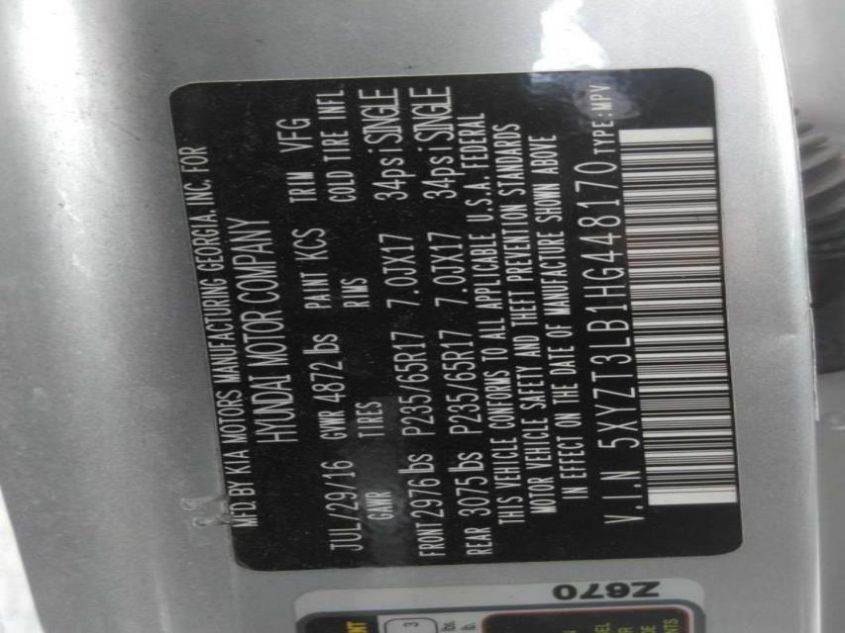 MFD. BY KIA MOTORS MANUFACTURING GEORGIA, INC. FOR
HYUNDAI MOTOR COMPANY
JUL/29/16 GVWR 4872 lbs PAINT KCS TRIM VFG
GAWR TIRES RIMS COLD TIRE INFL.
FRONT 2976 lbs P235/65R17 7.0JX17 34psi SINGLE
REAR 3075 lbs P235/65R17 7.0JX17 34psi SINGLE
THIS VEHICLE CONFORMS TO ALL APPLICABLE U.S.A. FEDERAL
MOTOR VEHICLE SAFETY AND THEFT PREVENTION STANDARDS
IN EFFECT ON THE DATE OF MANUFACTURE SHOWN ABOVE
V.I.N 5XYZT3LB1HG448170 TYPE:MPV
Z670
3